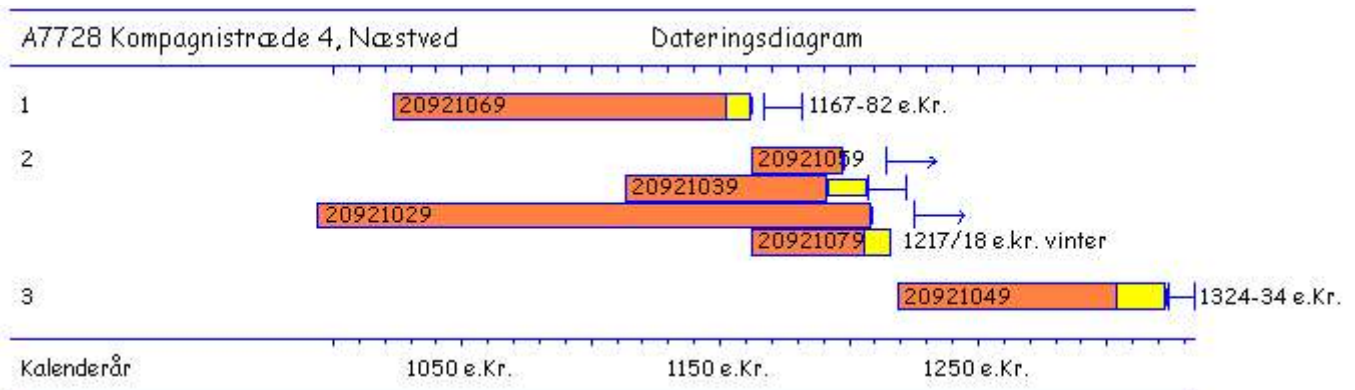 A7728 Kompagnistræde 4, Næstved Dateringsdiagram
1 20921069 1167-82 e.Kr.
2 20921059
20921039
20921029
20921079 1217/18 e.kr. vinter
3 20921049 1324-34 e.Kr.
Kalenderår 1050 e.Kr. 1150 e.Kr. 1250 e.Kr.